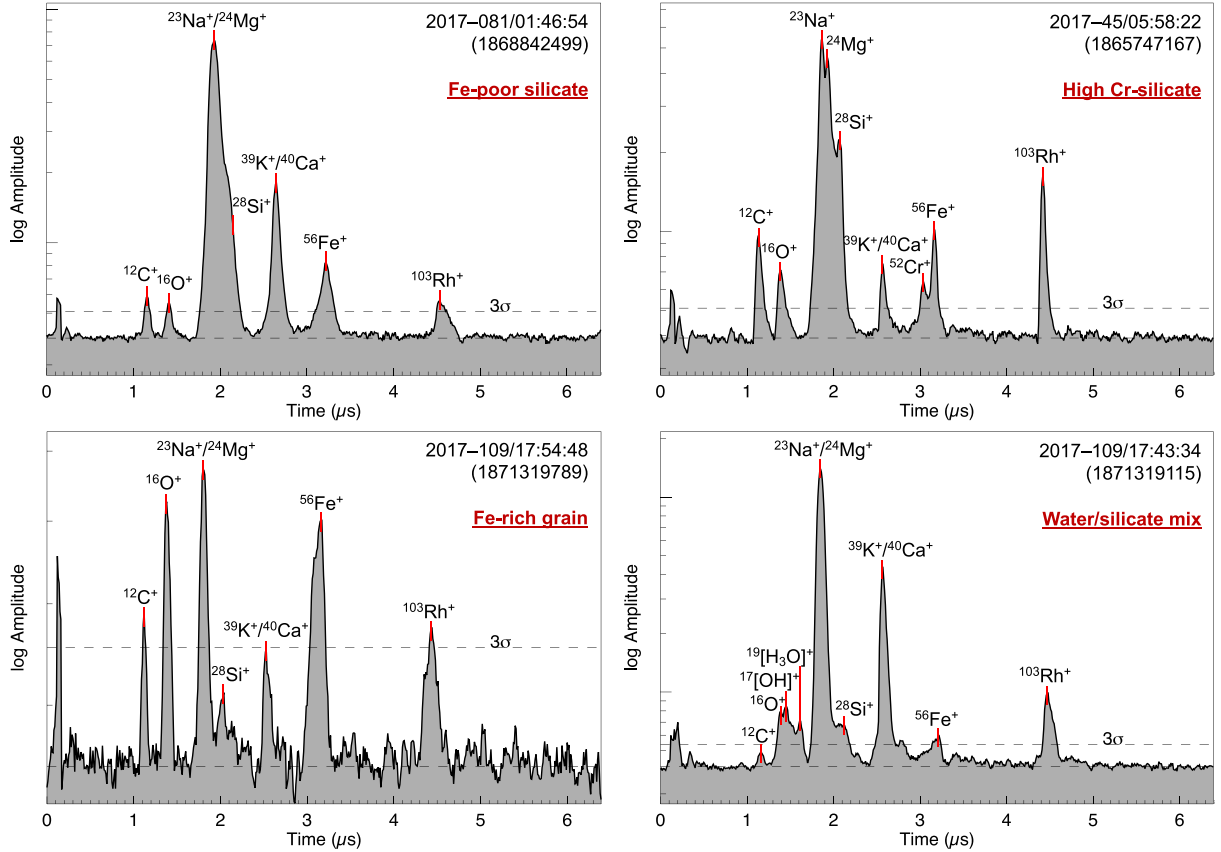 ²³Na⁺/²⁴Mg⁺
2017–081/01:46:54
(1868842499)
Fe-poor silicate
³⁹K⁺/⁴⁰Ca⁺
²⁸Si⁺
⁵⁶Fe⁺
¹²C⁺
¹⁶O⁺
¹⁰³Rh⁺
3σ
log Amplitude
0 1 2 3 4 5 6
Time (μs)
²³Na⁺
2017–45/05:58:22
²⁴Mg⁺
(1865747167)
High Cr-silicate
²⁸Si⁺
¹⁰³Rh⁺
¹²C⁺
⁵⁶Fe⁺
¹⁶O⁺
³⁹K⁺/⁴⁰Ca⁺
⁵²Cr⁺
3σ
log Amplitude
0 1 2 3 4 5 6
Time (μs)
²³Na⁺/²⁴Mg⁺
2017–109/17:54:48
(1871319789)
¹⁶O⁺
⁵⁶Fe⁺
Fe-rich grain
¹²C⁺
¹⁰³Rh⁺
³⁹K⁺/⁴⁰Ca⁺
3σ
²⁸Si⁺
log Amplitude
0 1 2 3 4 5 6
Time (μs)
²³Na⁺/²⁴Mg⁺
2017–109/17:43:34
(1871319115)
Water/silicate mix
³⁹K⁺/⁴⁰Ca⁺
¹⁹[H₃O]⁺
¹⁷[OH]⁺
¹⁶O⁺
¹²C⁺
²⁸Si⁺
⁵⁶Fe⁺
¹⁰³Rh⁺
3σ
log Amplitude
0 1 2 3 4 5 6
Time (μs)